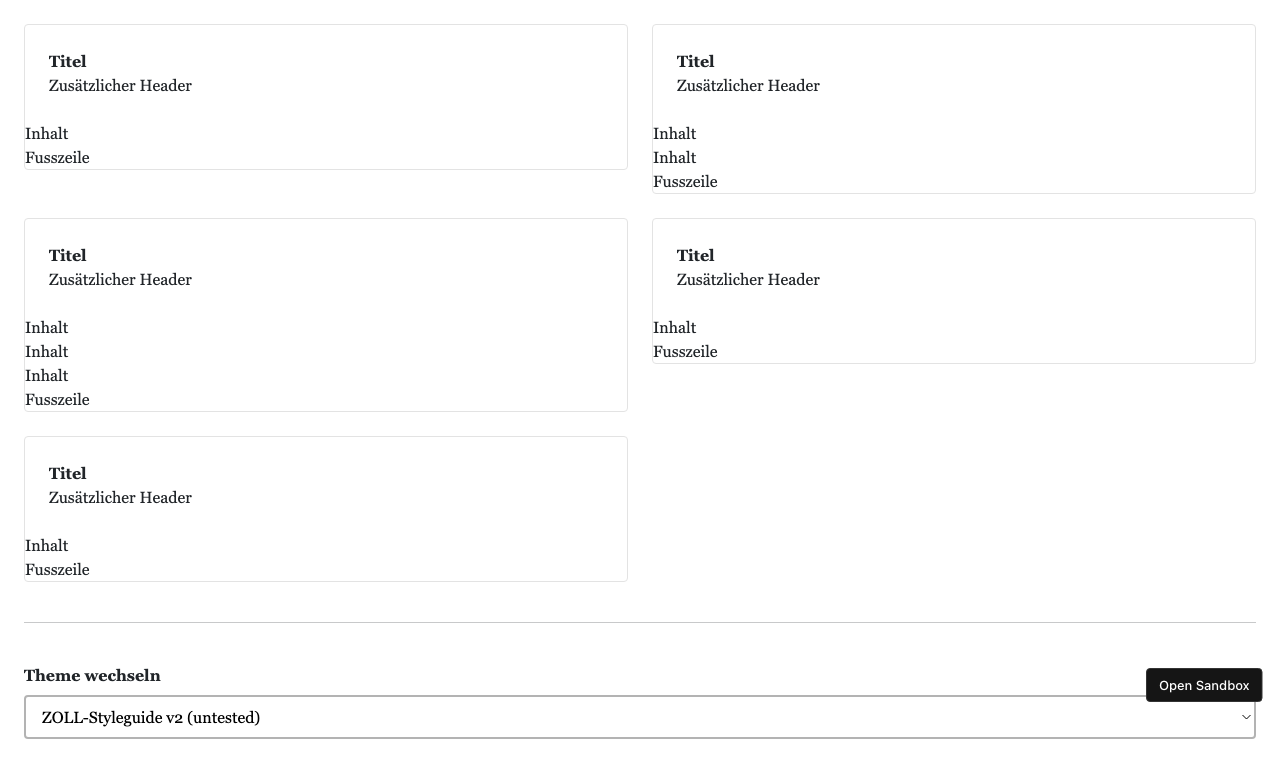 Titel
Zusätzlicher Header
Inhalt
Fusszeile
Titel
Zusätzlicher Header
Inhalt
Inhalt
Fusszeile
Titel
Zusätzlicher Header
Inhalt
Inhalt
Inhalt
Fusszeile
Titel
Zusätzlicher Header
Inhalt
Fusszeile
Titel
Zusätzlicher Header
Inhalt
Fusszeile
Theme wechseln
Open Sandbox
ZOLL-Styleguide v2 (untested)